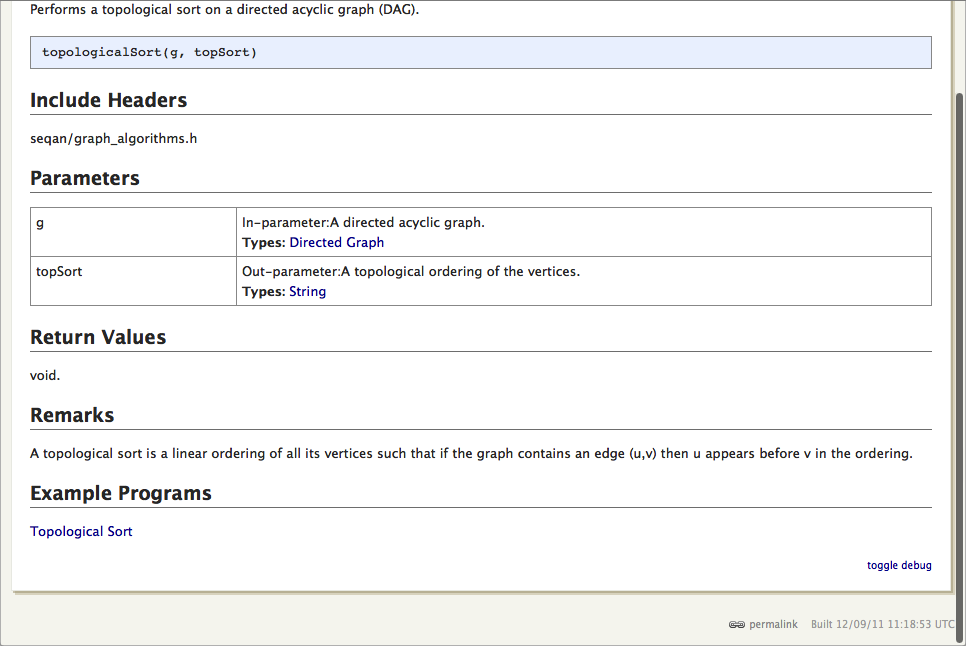 Performs a topological sort on a directed acyclic graph (DAG).
topologicalSort(g, topSort)
Include Headers
seqan/graph_algorithms.h
Parameters
g
In-parameter:A directed acyclic graph.
Types: Directed Graph
topSort
Out-parameter:A topological ordering of the vertices.
Types: String
Return Values
void.
Remarks
A topological sort is a linear ordering of all its vertices such that if the graph contains an edge (u,v) then u appears before v in the ordering.
Example Programs
Topological Sort
toggle debug
permalink Built 12/09/11 11:18:53 UTC